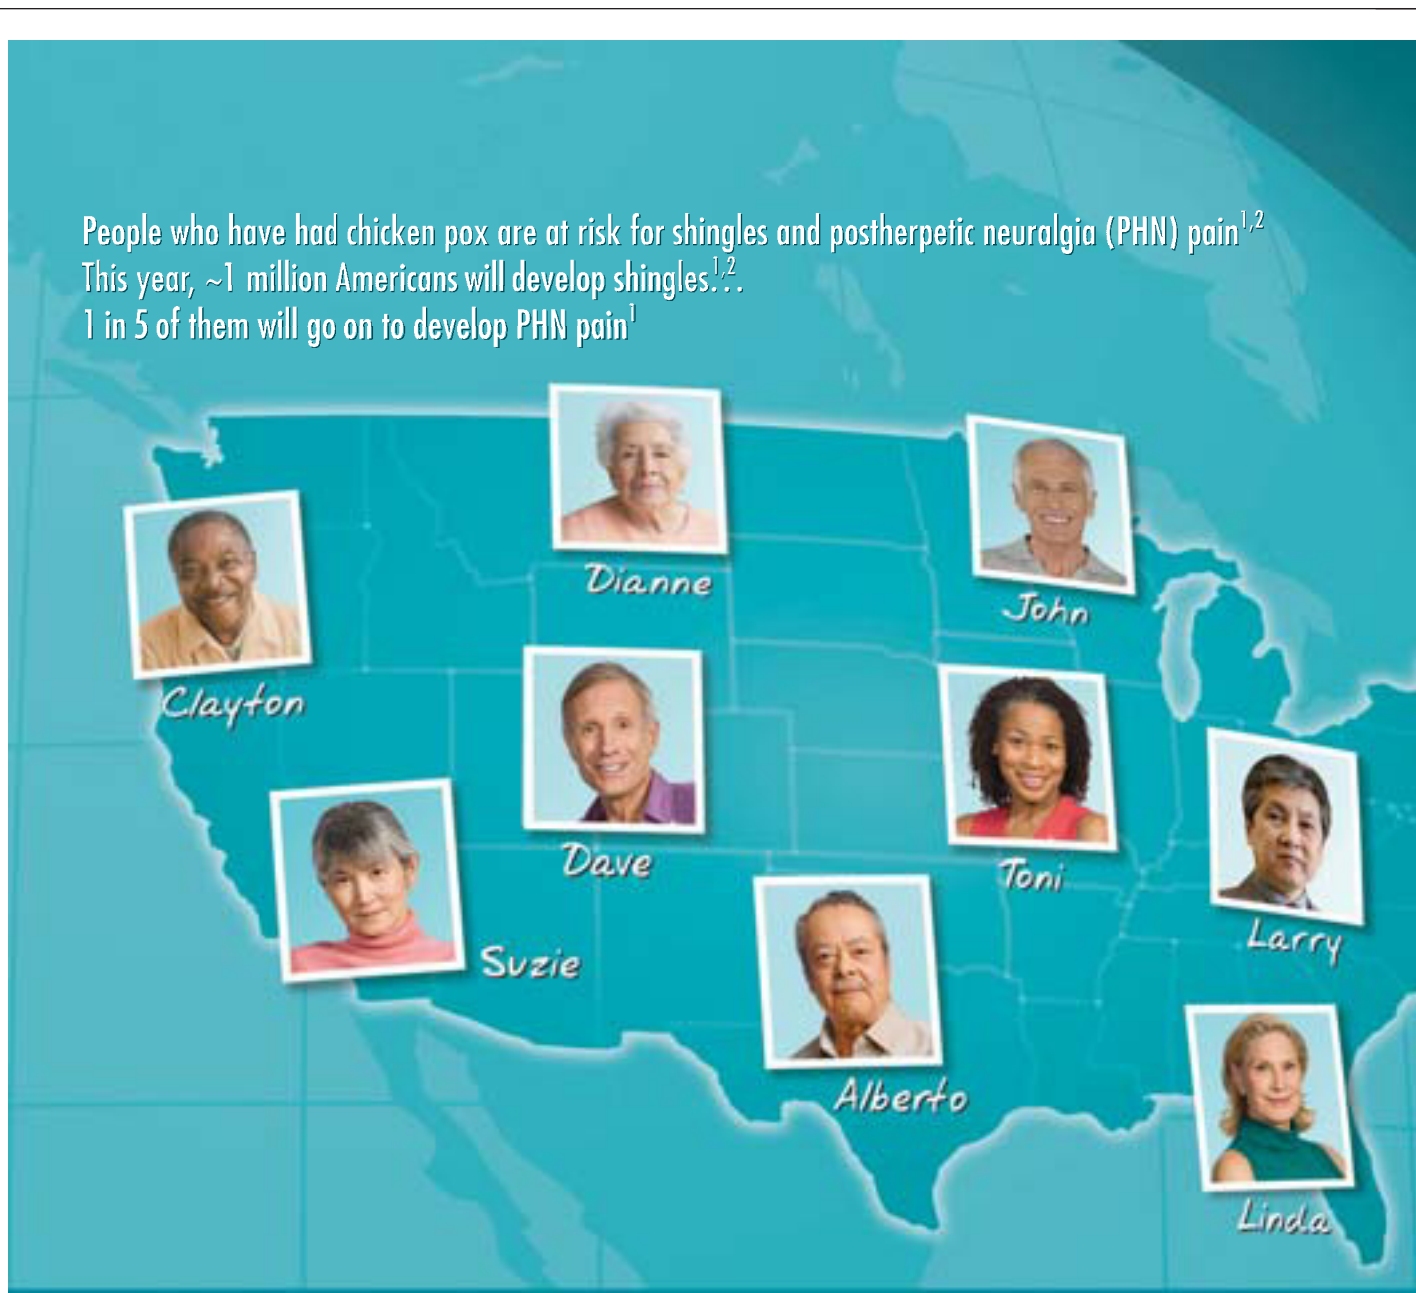 People who have had chicken pox are at risk for shingles and postherpetic neuralgia (PHN) pain1,2
This year, ~1 million Americans will develop shingles1,2...
1 in 5 of them will go on to develop PHN pain1
Dianne
John
Clayton
Dave
Toni
Larry
Suzie
Alberto
Linda